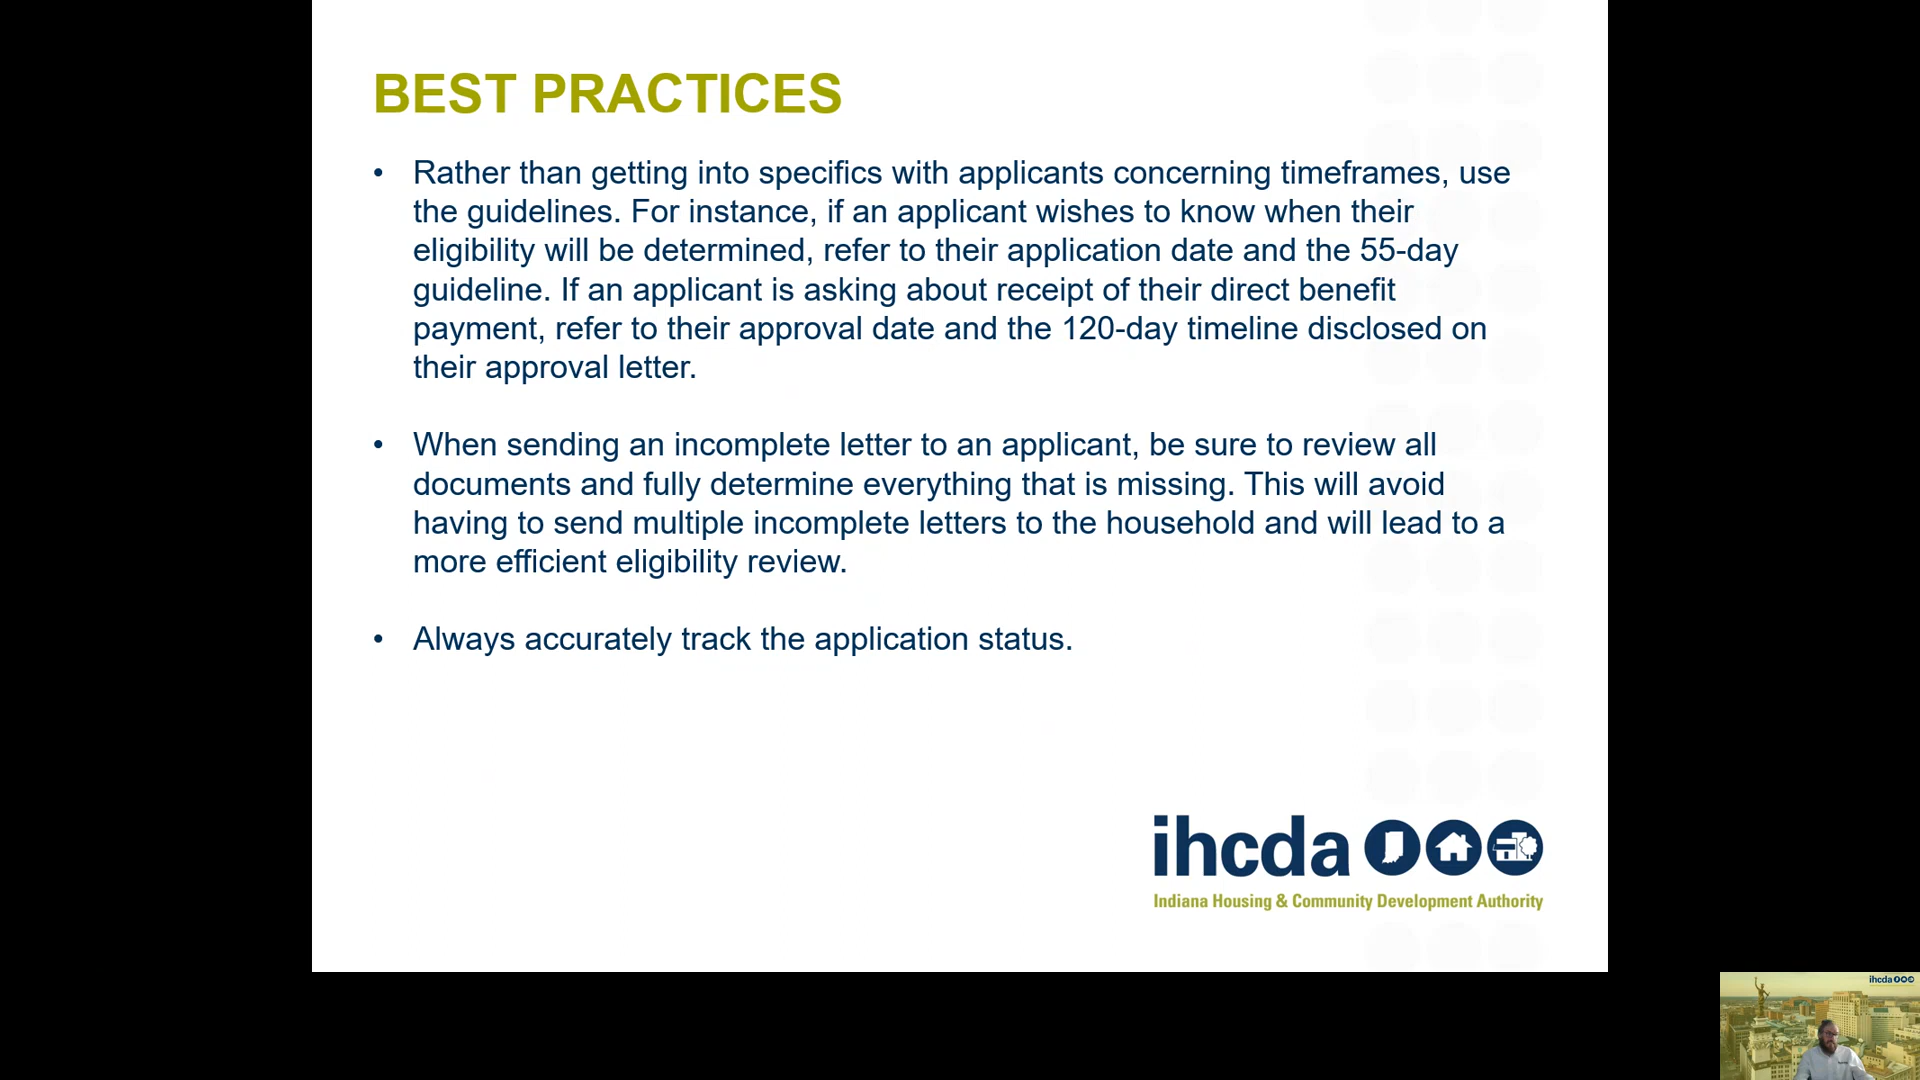 BEST PRACTICES
• Rather than getting into specifics with applicants concerning timeframes, use
the guidelines. For instance, if an applicant wishes to know when their
eligibility will be determined, refer to their application date and the 55-day
guideline. If an applicant is asking about receipt of their direct benefit
payment, refer to their approval date and the 120-day timeline disclosed on
their approval letter.
• When sending an incomplete letter to an applicant, be sure to review all
documents and fully determine everything that is missing. This will avoid
having to send multiple incomplete letters to the household and will lead to a
more efficient eligibility review.
• Always accurately track the application status.
ihcda
Indiana Housing & Community Development Authority
ihcda